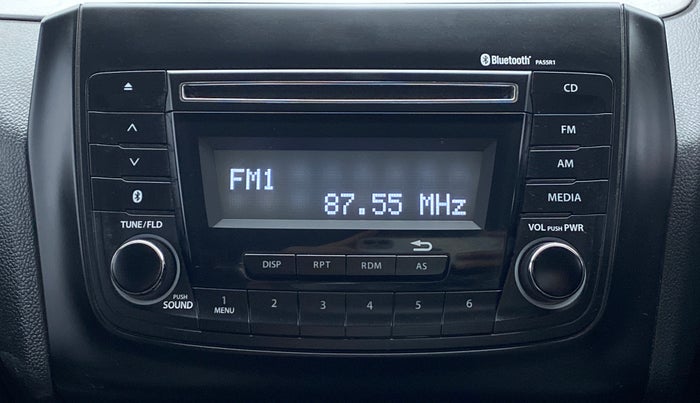 Bluetooth® PA55R1
CD
FM
AM
MEDIA
FM1
87.55 MHz
TUNE/FLD
VOL PUSH PWR
DISP RPT RDM AS
PUSH
SOUND
1 2 3 4 5 6
MENU